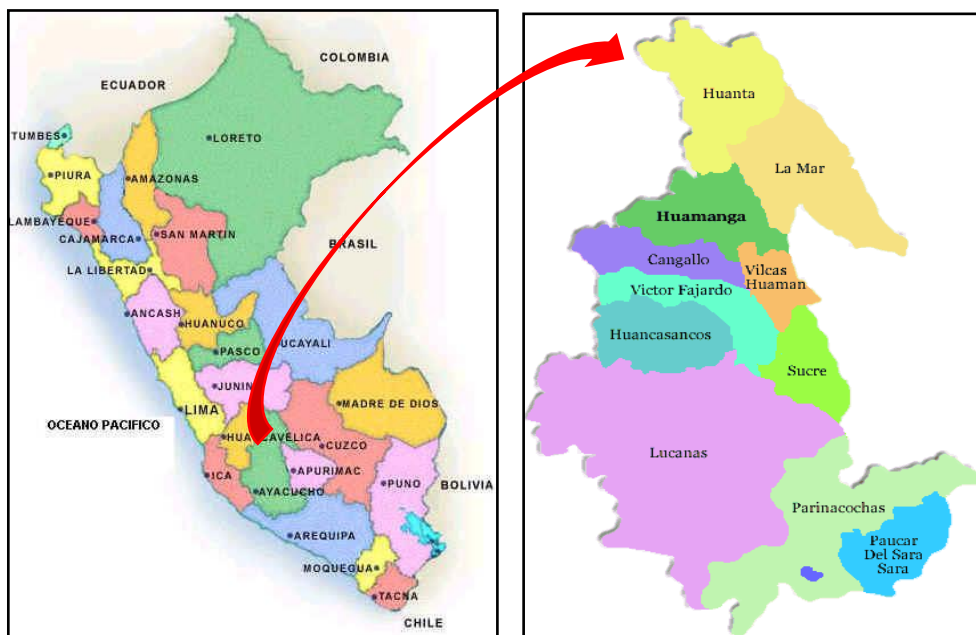 COLOMBIA
ECUADOR
TUMBES
LORETO
PIURA
AMAZONAS
LAMBAYEQUE
SAN MARTIN
CAJAMARCA
BRASIL
LA LIBERTAD
ANCASH
HUANUCO
UCAYALI
PASCO
JUNIN
MADRE DE DIOS
LIMA
OCEANO PACIFICO
CUZCO
ICA
APURIMAC
PUNO
BOLIVIA
AYACUCHO
AREQUIPA
MOQUEGUA
TACNA
CHILE
Huanta
La Mar
Huamanga
Cangallo
Vilcas
Huaman
Victor Fajardo
Huancasancos
Sucre
Lucanas
Parinacochas
Paucar
Del Sara
Sara